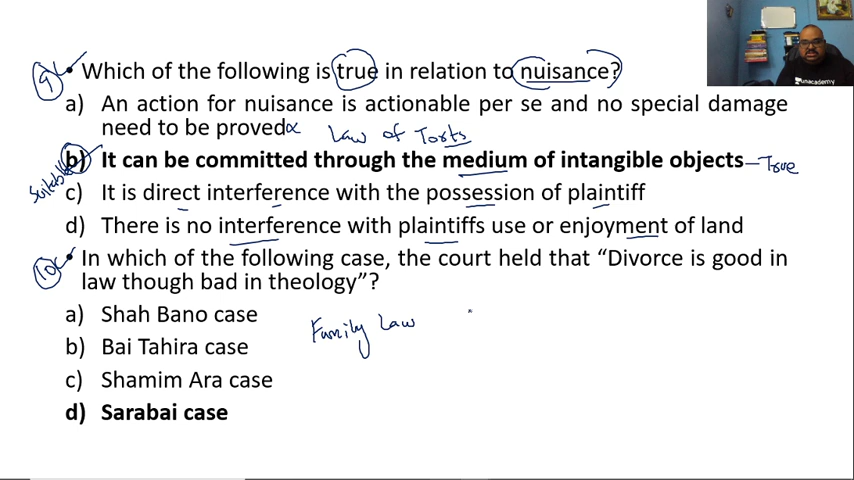 9 • Which of the following is true in relation to nuisance?
a) An action for nuisance is actionable per se and no special damage
need to be proved Law of Torts
b) It can be committed through the medium of intangible objects – True
Suitable
c) It is direct interference with the possession of plaintiff
d) There is no interference with plaintiffs use or enjoyment of land
10 • In which of the following case, the court held that “Divorce is good in
law though bad in theology”?
a) Shah Bano case
Family Law
b) Bai Tahira case
c) Shamim Ara case
d) Sarabai case
unacademy